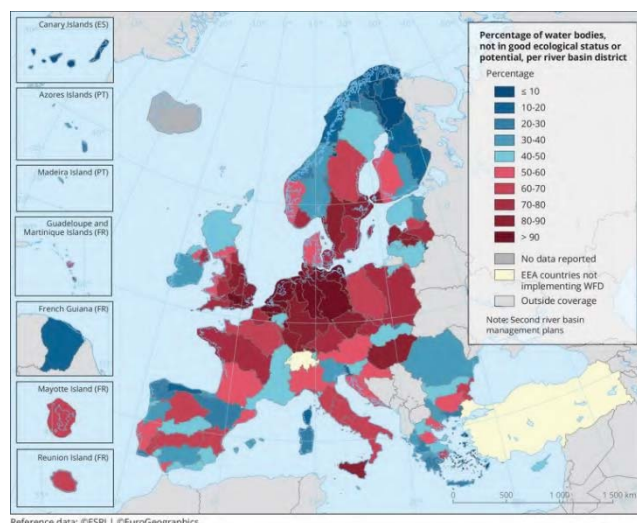 Canary Islands (ES)
Azores Islands (PT)
Madeira Island (PT)
Guadeloupe and
Martinique Islands (FR)
French Guiana (FR)
Mayotte Island (FR)
Reunion Island (FR)
Percentage of water bodies,
not in good ecological status or
potential, per river basin district
Percentage
≤ 10
10-20
20-30
30-40
40-50
50-60
60-70
70-80
80-90
> 90
No data reported
EEA countries not
implementing WFD
Outside coverage
Note: Second river basin
management plans
0 500 1 000 1 500 km
Reference data: ©ESRI | ©EuroGeographics